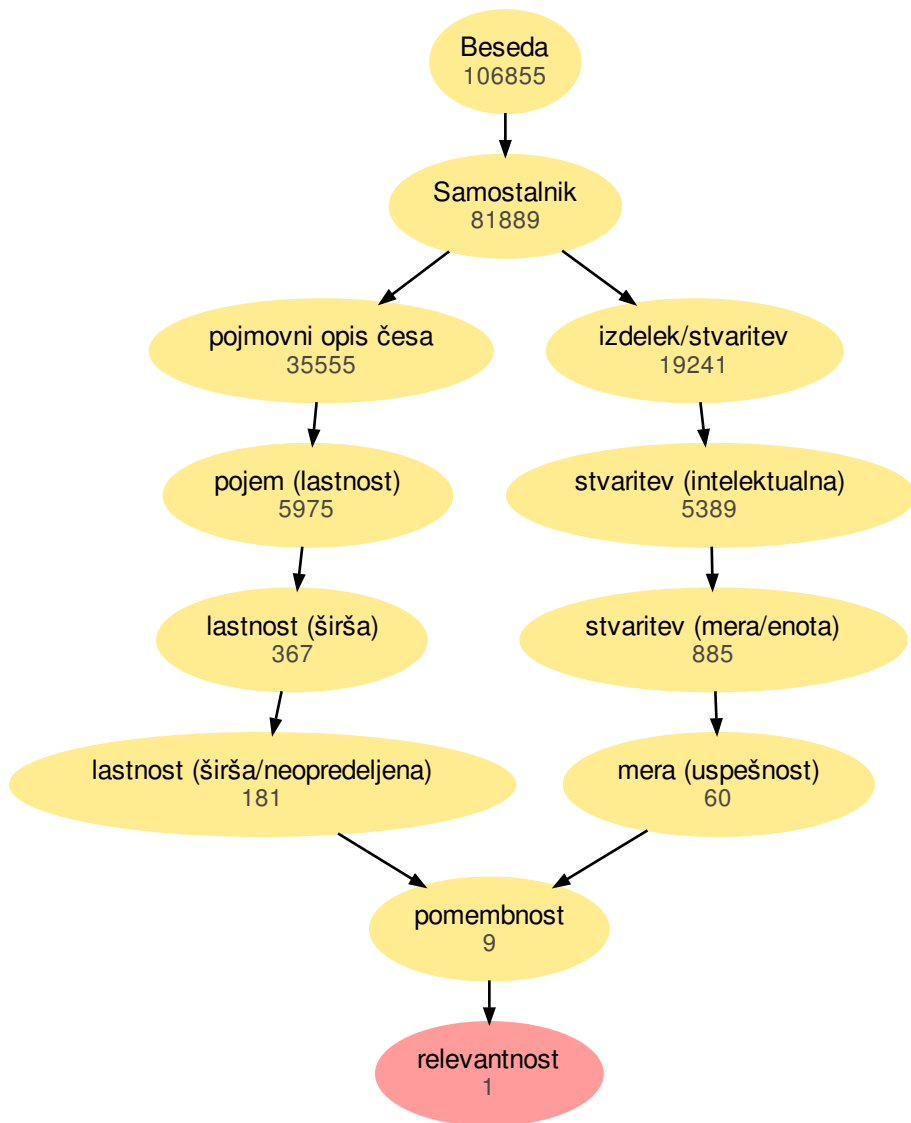 Beseda
106855
Samostalnik
81889
pojmovni opis česa
35555
izdelek/stvaritev
19241
pojem (lastnost)
5975
stvaritev (intelektualna)
5389
lastnost (širša)
367
stvaritev (mera/enota)
885
lastnost (širša/neopredeljena)
181
mera (uspešnost)
60
pomembnost
9
relevantnost
1